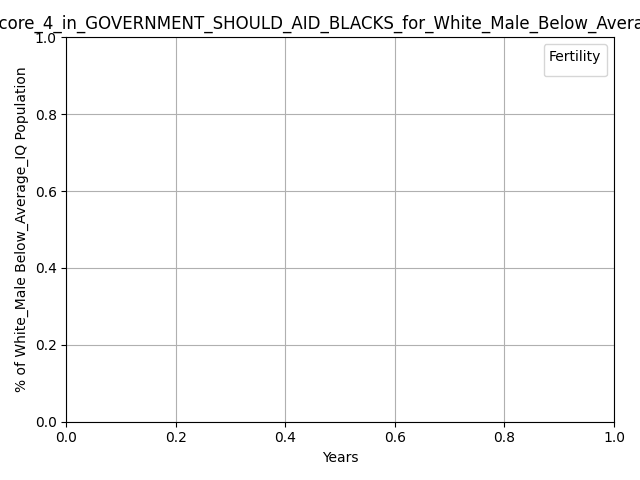 core_4_in_GOVERNMENT_SHOULD_AID_BLACKS_for_White_Male_Below_Avera
Fertility
% of White_Male Below_Average_IQ Population
1.0
0.8
0.6
0.4
0.2
0.0
0.0 0.2 0.4 0.6 0.8 1.0
Years